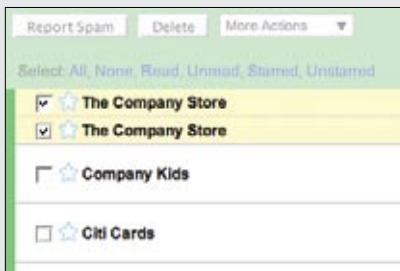 Report Spam Delete More Actions
Select: All, None, Read, Unread, Starred, Unstarred
The Company Store
The Company Store
Company Kids
Citi Cards